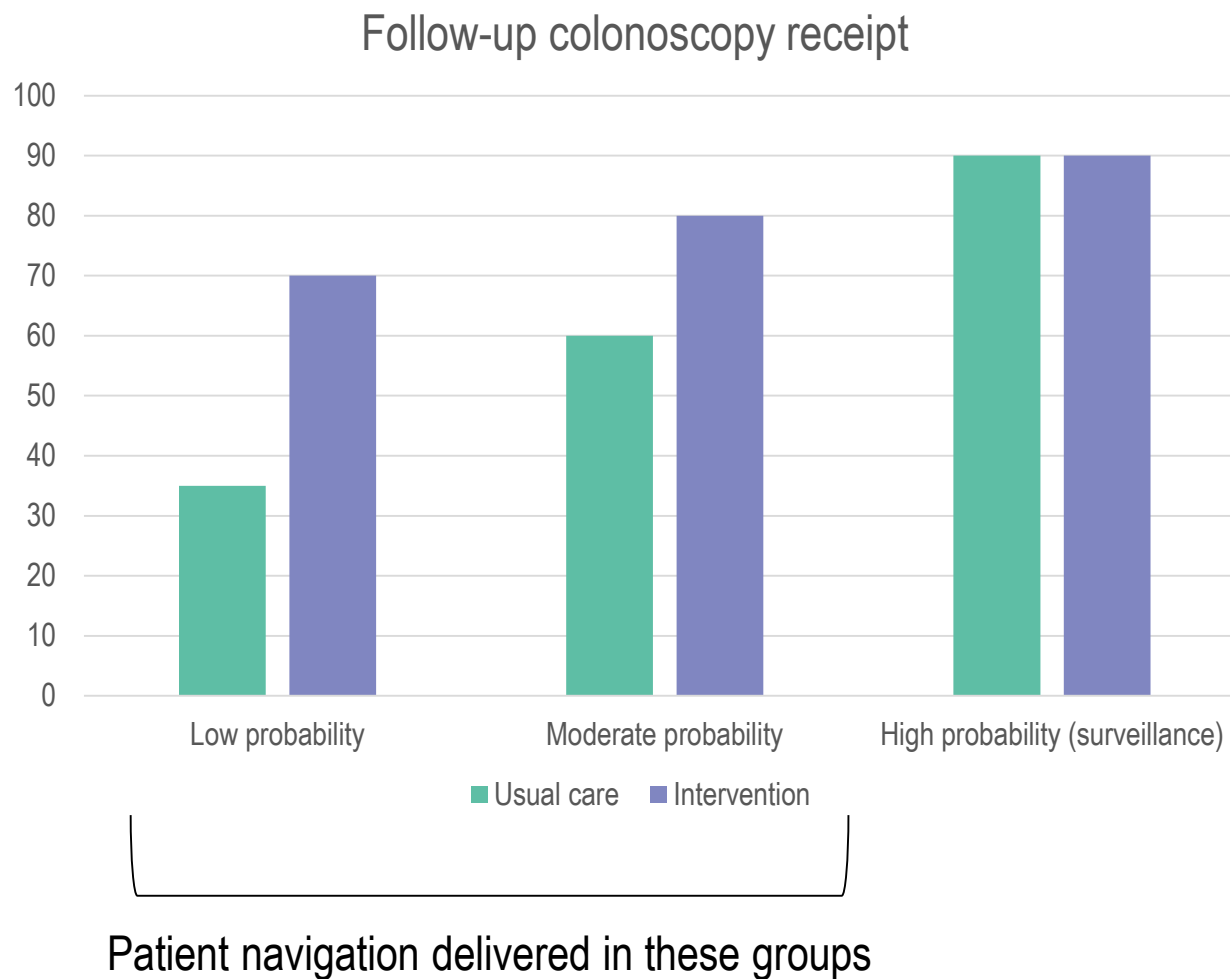 Follow-up colonoscopy receipt
100
90
80
70
60
50
40
30
20
10
0
Low probability
Moderate probability
High probability (surveillance)
Usual care
Intervention
Patient navigation delivered in these groups